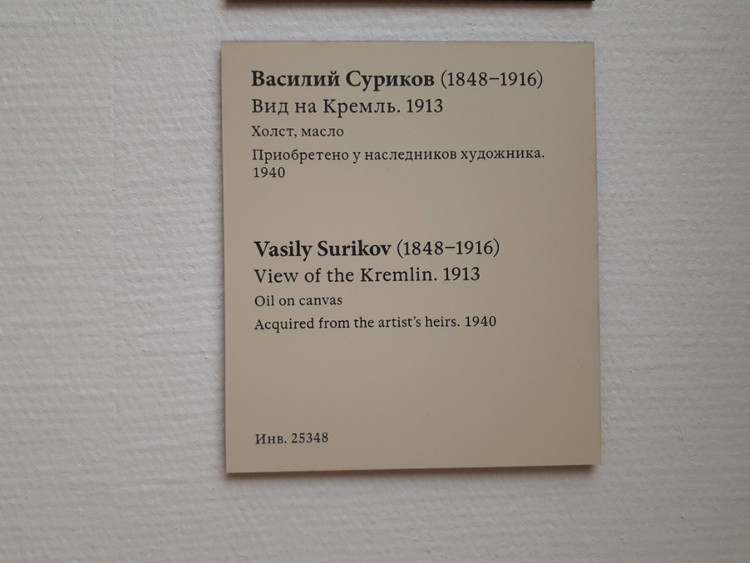 Василий Суриков (1848–1916)
Вид на Кремль. 1913
Холст, масло
Приобретено у наследников художника.
1940
Vasily Surikov (1848–1916)
View of the Kremlin. 1913
Oil on canvas
Acquired from the artist's heirs. 1940
Инв. 25348